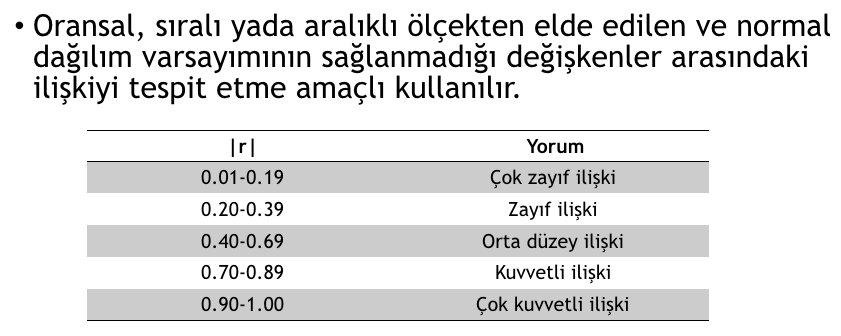 • Oransal, sıralı yada aralıklı ölçekten elde edilen ve normal
dağılım varsayımının sağlanmadığı değişkenler arasındaki
ilişkiyi tespit etme amaçlı kullanılır.
|r| Yorum
0.01-0.19 Çok zayıf ilişki
0.20-0.39 Zayıf ilişki
0.40-0.69 Orta düzey ilişki
0.70-0.89 Kuvvetli ilişki
0.90-1.00 Çok kuvvetli ilişki